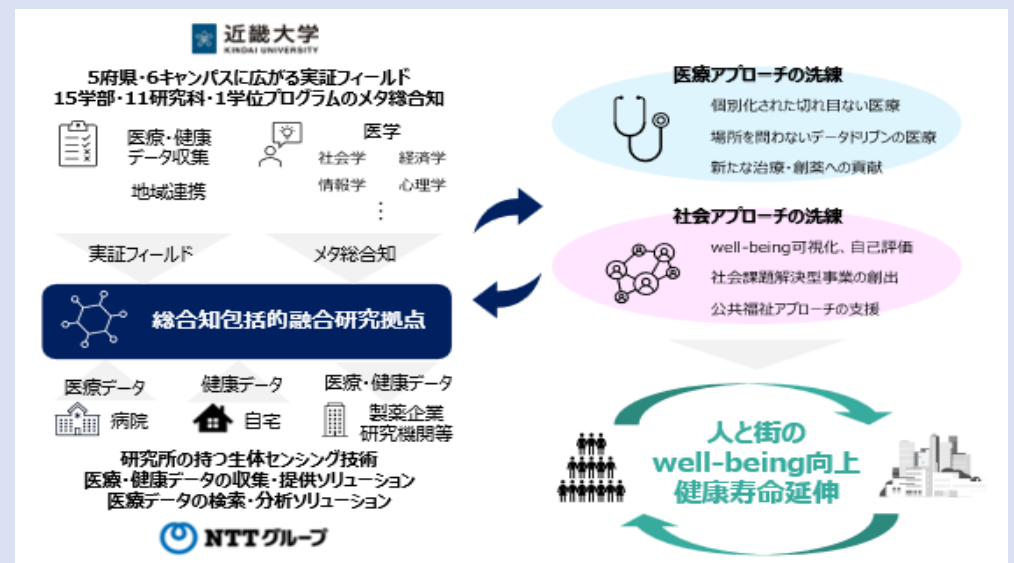 近畿大学
KINDAI UNIVERSITY
5府県・6キャンパスに広がる実証フィールド
15学部・11研究科・1学位プログラムのメタ総合知
医療・健康
データ収集
地域連携
医学
社会学 経済学
情報学 心理学
⋮
実証フィールド
メタ総合知
総合知包括的融合研究拠点
医療データ
病院
健康データ
自宅
医療・健康データ
製薬企業
研究機関等
研究所の持つ生体センシング技術
医療・健康データの収集・提供ソリューション
医療データの検索・分析ソリューション
NTTグループ
医療アプローチの洗練
個別化された切れ目ない医療
場所を問わないデータドリブンの医療
新たな治療・創薬への貢献
社会アプローチの洗練
well-being可視化、自己評価
社会課題解決型事業の創出
公共福祉アプローチの支援
人と街の
well-being向上
健康寿命延伸